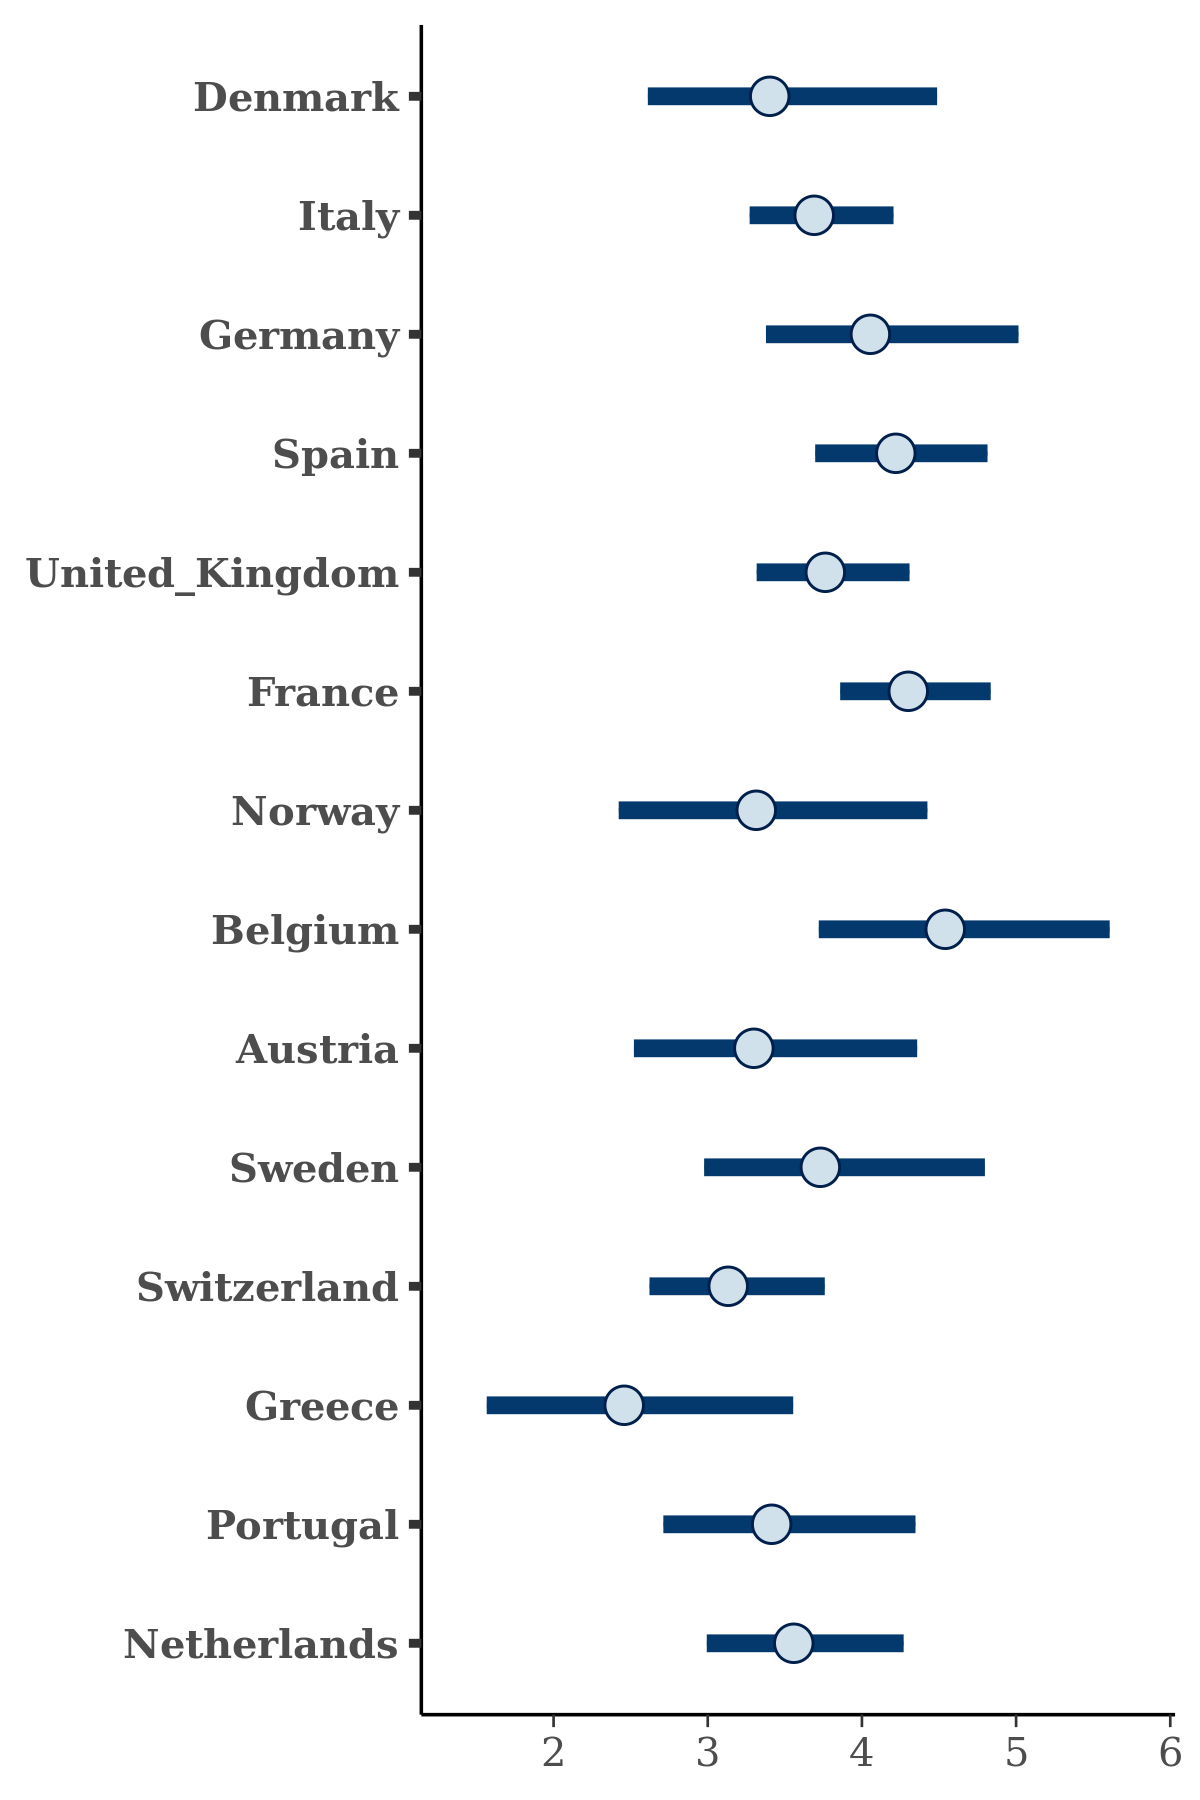 Denmark
Italy
Germany
Spain
United_Kingdom
France
Norway
Belgium
Austria
Sweden
Switzerland
Greece
Portugal
Netherlands
2 3 4 5 6